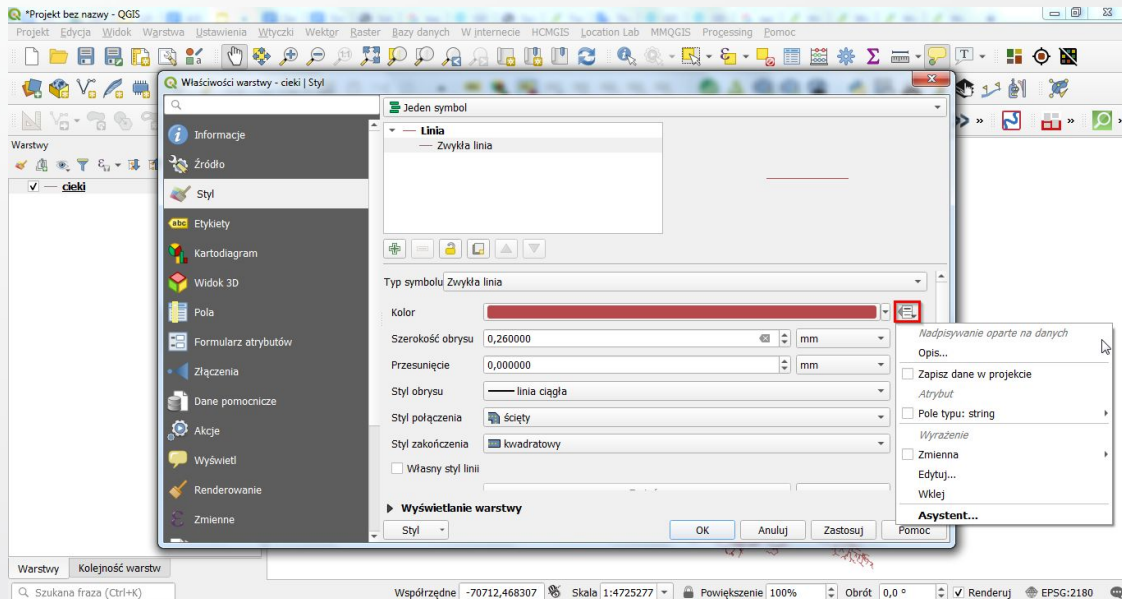 *Projekt bez nazwy - QGIS
Projekt Edycja Widok Warstwa Ustawienia Wtyczki Wektor Raster Bazy danych W internecie HCMGIS Location Lab MMQGIS Processing Pomoc
Właściwości warstwy - cieki | Styl
Warstwy
cieki
Informacje
Źródło
Styl
abc Etykiety
Kartodiagram
Widok 3D
Pola
Formularz atrybutów
Złączenia
Dane pomocnicze
Akcje
Wyświetl
Renderowanie
Zmienne
Jeden symbol
Linia
Zwykła linia
Typ symbolu Zwykła linia
Kolor
Szerokość obrysu 0,260000 mm
Przesunięcie 0,000000 mm
Styl obrysu linia ciągła
Styl połączenia ścięty
Styl zakończenia kwadratowy
Własny styl linii
Wyświetlanie warstwy
Styl OK Anuluj Zastosuj Pomoc
Nadpisywanie oparte na danych
Opis...
Zapisz dane w projekcie
Atrybut
Pole typu: string
Wyrażenie
Zmienna
Edytuj...
Wklej
Asystent...
Warstwy Kolejność warstw
Szukana fraza (Ctrl+K) Współrzędne -70712,468307 Skala 1:4725277 Powiększenie 100% Obrót 0,0 ° Renderuj EPSG:2180